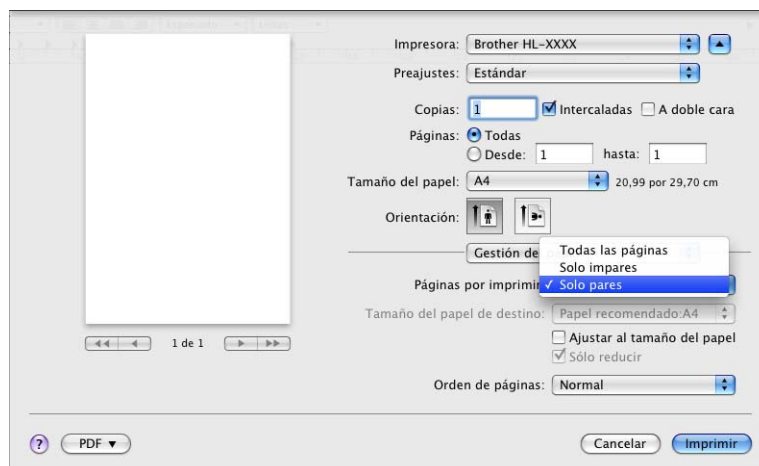 Impresora: Brother HL-XXXX
Preajustes: Estándar
Copias: 1 Intercaladas A doble cara
Páginas: Todas
Desde: 1 hasta: 1
Tamaño del papel: A4 20,99 por 29,70 cm
Orientación:
Gestión de
Todas las páginas
Solo impares
Páginas por imprimi ✓ Solo pares
Tamaño del papel de destino: Papel recomendado:A4
Ajustar al tamaño del papel
Sólo reducir
1 de 1
Orden de páginas: Normal
? PDF ▼ Cancelar Imprimir